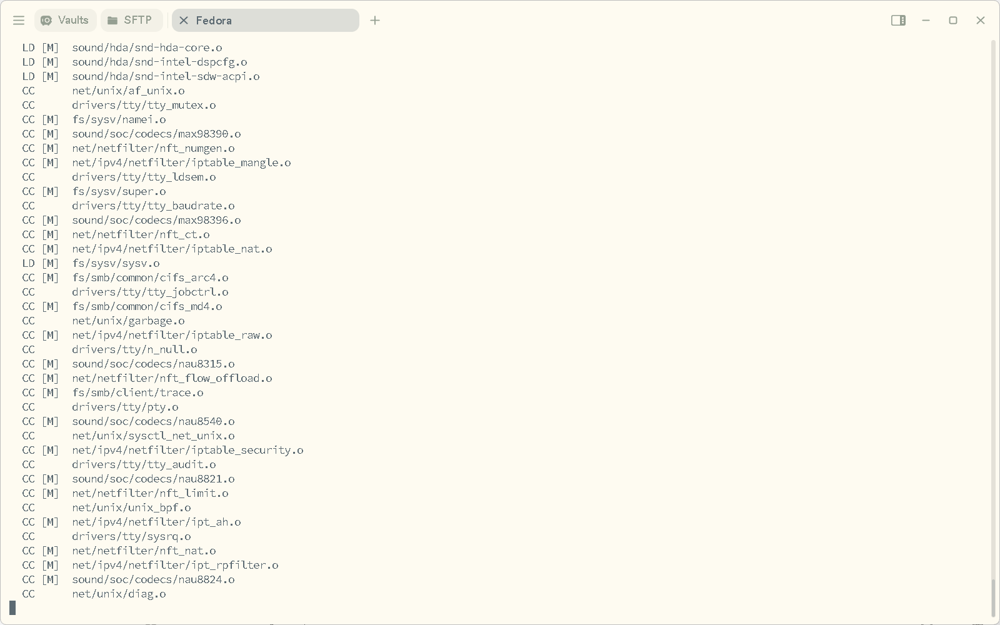 Vaults SFTP Fedora
LD [M] sound/hda/snd-hda-core.o
LD [M] sound/hda/snd-intel-dspcfg.o
LD [M] sound/hda/snd-intel-sdw-acpi.o
CC net/unix/af_unix.o
CC drivers/tty/tty_mutex.o
CC [M] fs/sysv/namei.o
CC [M] sound/soc/codecs/max98390.o
CC [M] net/netfilter/nft_numgen.o
CC [M] net/ipv4/netfilter/iptable_mangle.o
CC drivers/tty/tty_ldsem.o
CC [M] fs/sysv/super.o
CC drivers/tty/tty_baudrate.o
CC [M] sound/soc/codecs/max98396.o
CC [M] net/netfilter/nft_ct.o
CC [M] net/ipv4/netfilter/iptable_nat.o
LD [M] fs/sysv/sysv.o
CC [M] fs/smb/common/cifs_arc4.o
CC drivers/tty/tty_jobctrl.o
CC [M] fs/smb/common/cifs_md4.o
CC net/unix/garbage.o
CC [M] net/ipv4/netfilter/iptable_raw.o
CC drivers/tty/n_null.o
CC [M] sound/soc/codecs/nau8315.o
CC [M] net/netfilter/nft_flow_offload.o
CC [M] fs/smb/client/trace.o
CC drivers/tty/pty.o
CC [M] sound/soc/codecs/nau8540.o
CC net/unix/sysctl_net_unix.o
CC [M] net/ipv4/netfilter/iptable_security.o
CC drivers/tty/tty_audit.o
CC [M] sound/soc/codecs/nau8821.o
CC [M] net/netfilter/nft_limit.o
CC net/unix/unix_bpf.o
CC [M] net/ipv4/netfilter/ipt_ah.o
CC drivers/tty/sysrq.o
CC [M] net/netfilter/nft_nat.o
CC [M] net/ipv4/netfilter/ipt_rpfilter.o
CC [M] sound/soc/codecs/nau8824.o
CC net/unix/diag.o